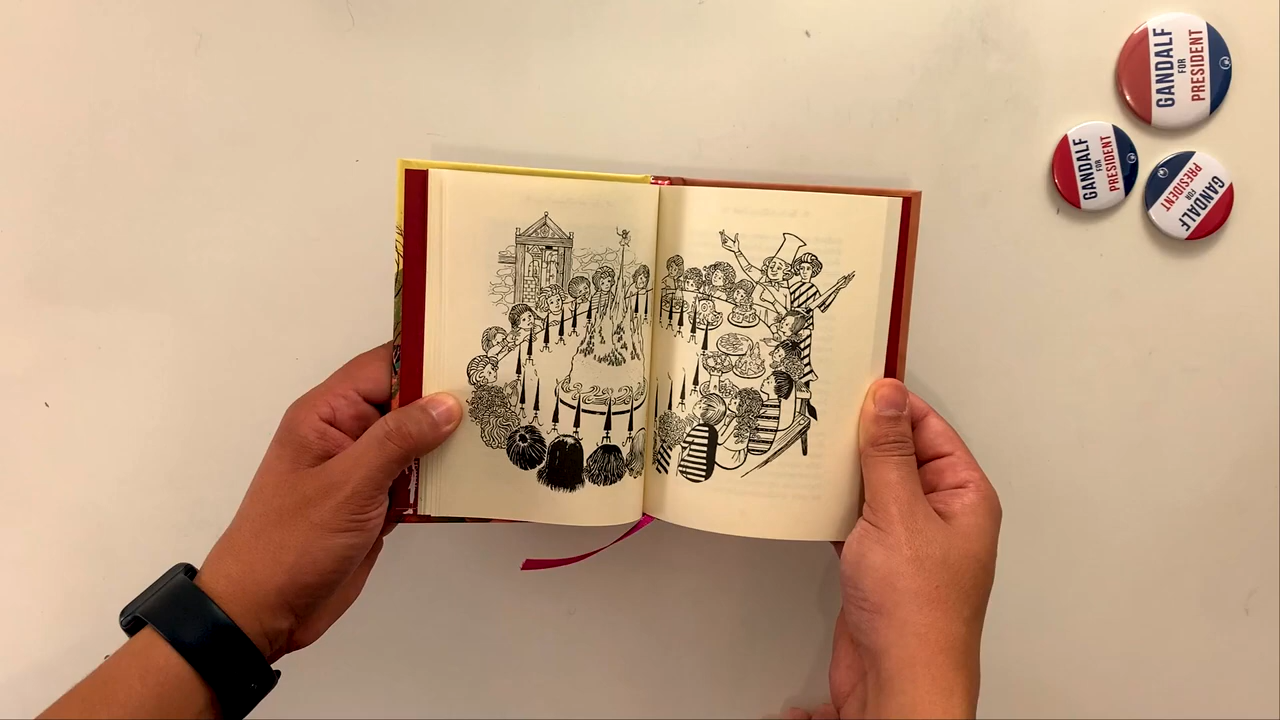 GANDALF
FOR
PRESIDENT
GANDALF
FOR
PRESIDENT
GANDALF
FOR
PRESIDENT